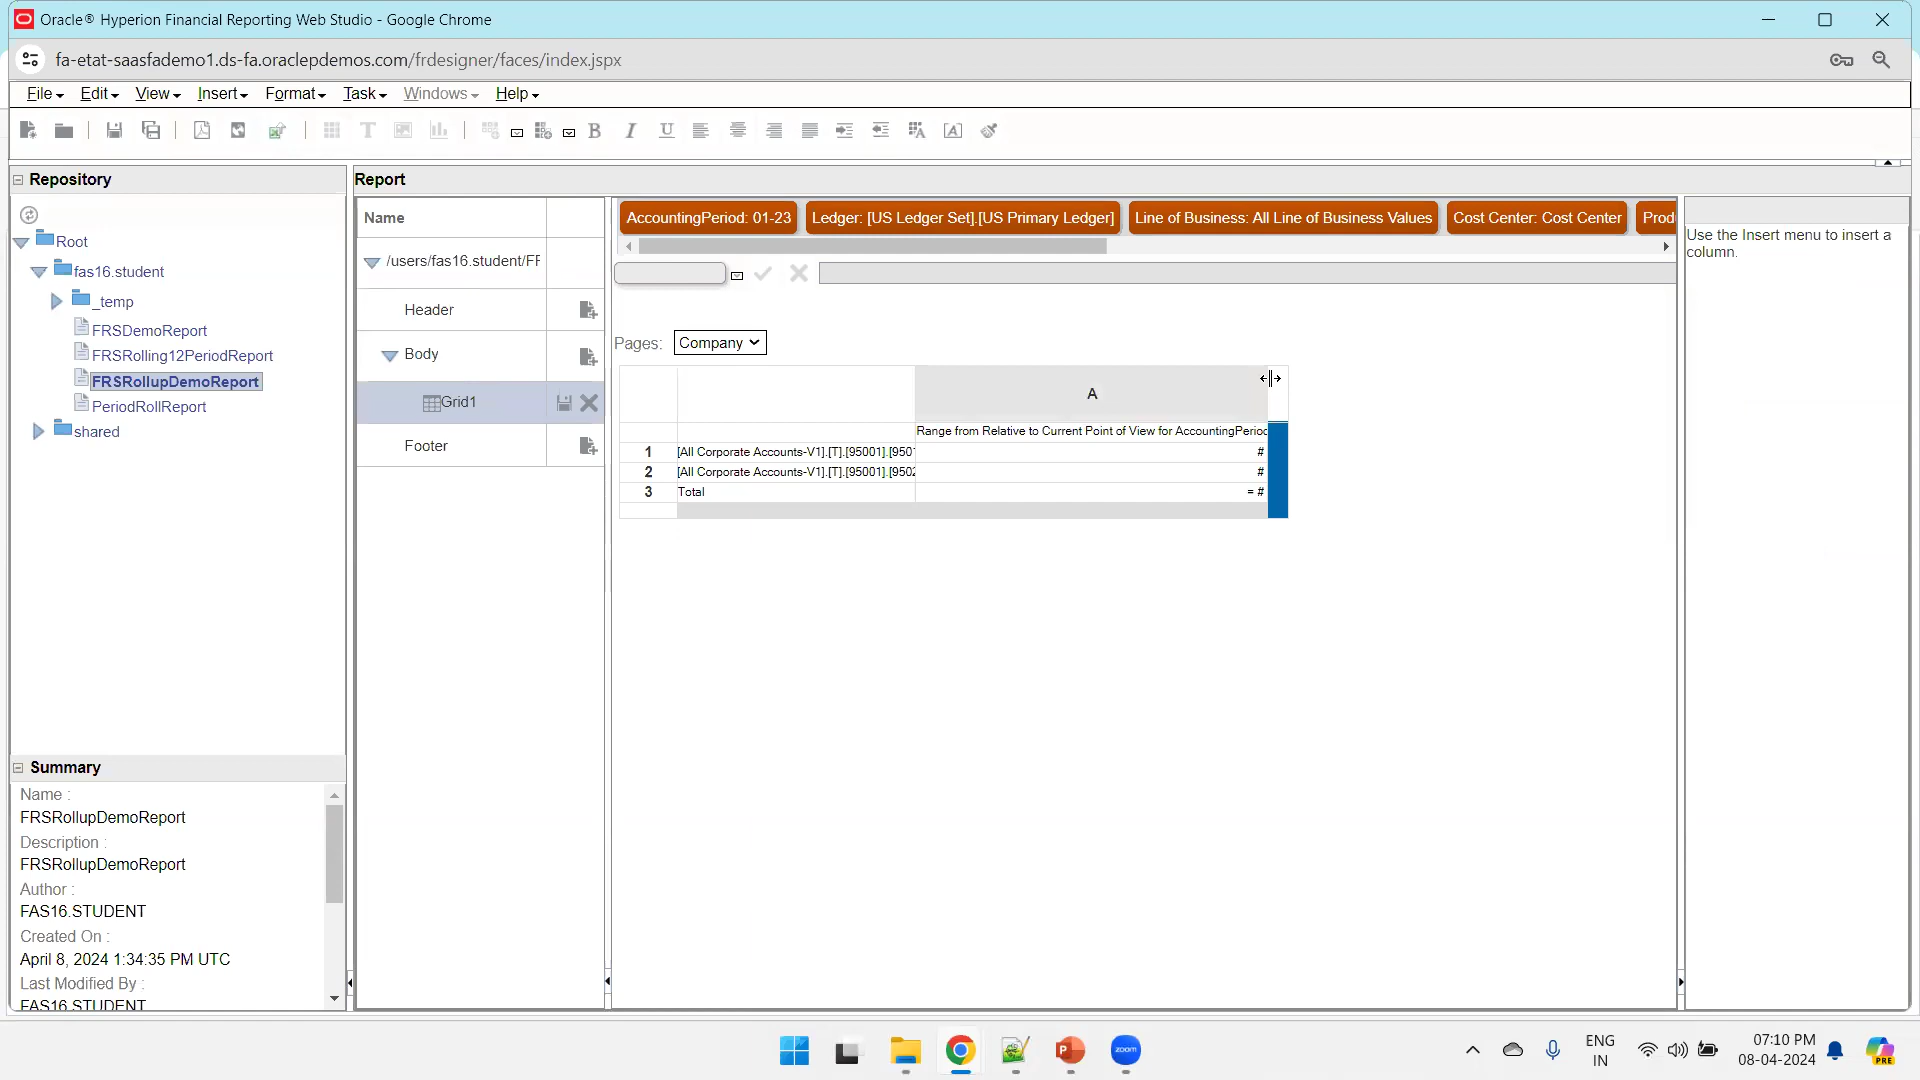 Oracle® Hyperion Financial Reporting Web Studio - Google Chrome
fa-etat-saasfademo1.ds-fa.oraclepdemos.com/frdesigner/faces/index.jspx
File Edit View Insert Format Task Windows Help
Repository
Root
fas16.student
_temp
FRSDemoReport
FRSRolling12PeriodReport
FRSRollupDemoReport
PeriodRollReport
shared
Summary
Name :
FRSRollupDemoReport
Description :
FRSRollupDemoReport
Author :
FAS16.STUDENT
Created On :
April 8, 2024 1:34:35 PM UTC
Last Modified By :
FAS16.STUDENT
Report
Name
/users/fas16.student/FF
Header
Body
Grid1
Footer
AccountingPeriod: 01-23 Ledger: [US Ledger Set].[US Primary Ledger] Line of Business: All Line of Business Values Cost Center: Cost Center Prod
Pages: Company
A
Range from Relative to Current Point of View for AccountingPeriod
1 [All Corporate Accounts-V1].[T].[95001].[950 #
2 [All Corporate Accounts-V1].[T].[95001].[9502 #
3 Total = #
Use the Insert menu to insert a
column.
zoom
ENG
IN
07:10 PM
08-04-2024
PRE